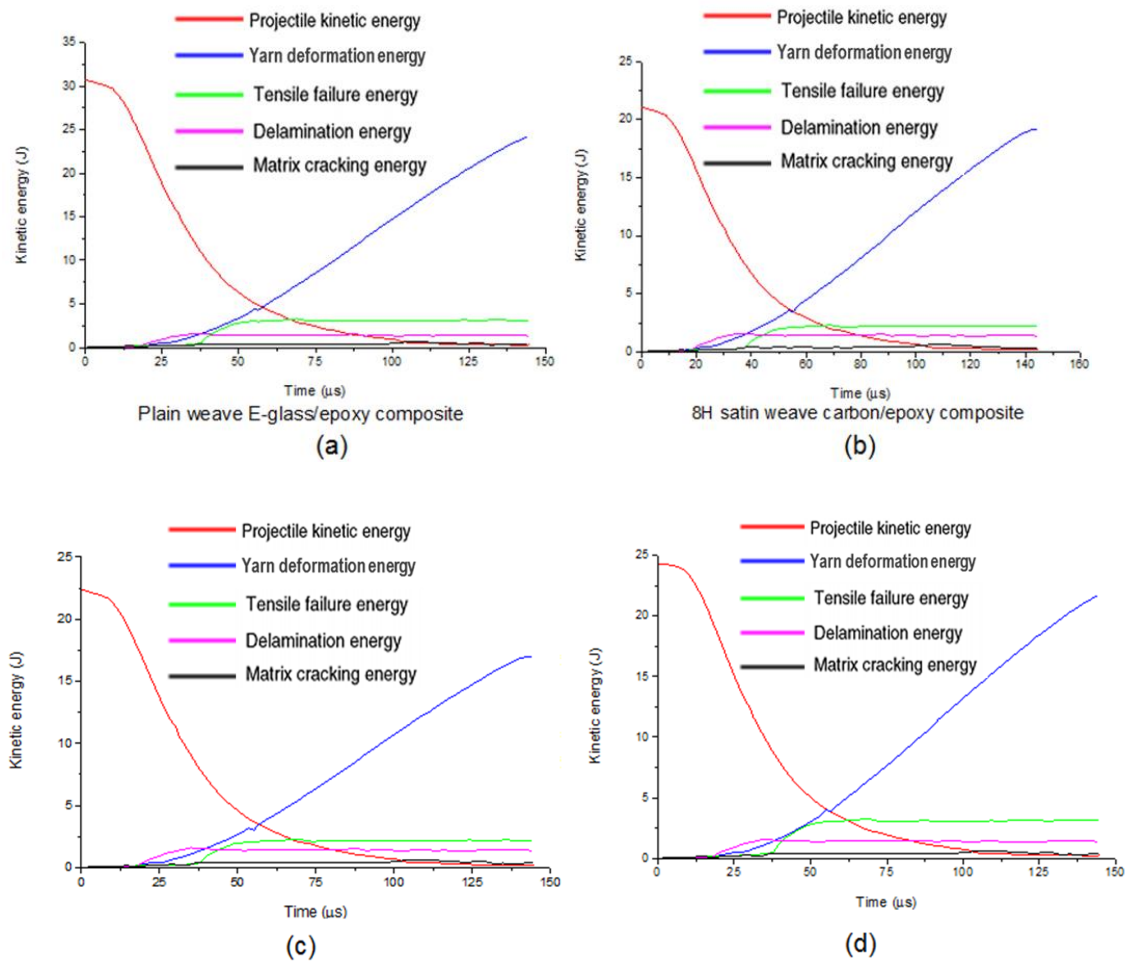 Projectile kinetic energy
Yarn deformation energy
Tensile failure energy
Delamination energy
Matrix cracking energy
35
30
25
20
15
10
5
0
Kinetic energy (J)
0 25 50 75 100 125 150
Time (µs)
Plain weave E-glass/epoxy composite
(a)
Projectile kinetic energy
Yarn deformation energy
Tensile failure energy
Delamination energy
Matrix cracking energy
25
20
15
10
5
0
Kinetic energy (J)
0 20 40 60 80 100 120 140 160
Time (µs)
8H satin weave carbon/epoxy composite
(b)
Projectile kinetic energy
Yarn deformation energy
Tensile failure energy
Delamination energy
Matrix cracking energy
25
20
15
10
5
0
Kinetic energy (J)
0 25 50 75 100 125 150
Time (µs)
(c)
Projectile kinetic energy
Yarn deformation energy
Tensile failure energy
Delamination energy
Matrix cracking energy
25
20
15
10
5
0
Kinetic energy (J)
0 25 50 75 100 125 150
Time (µs)
(d)